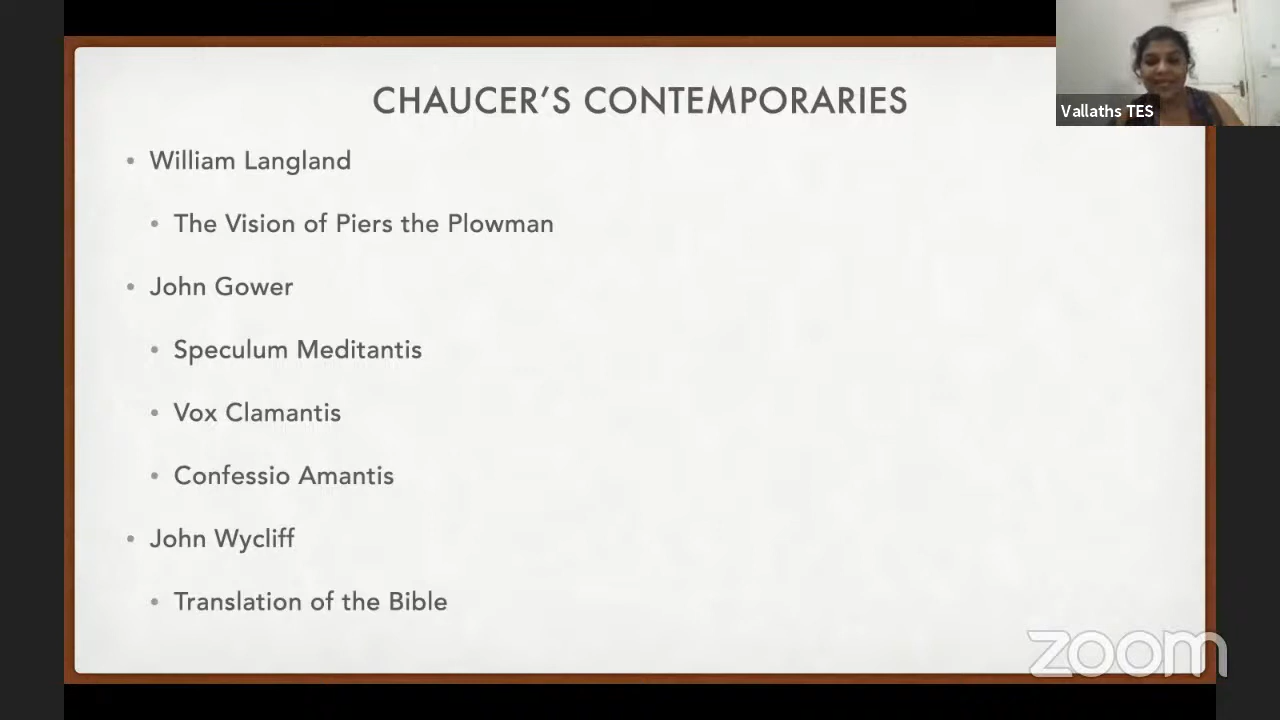 CHAUCER'S CONTEMPORARIES
Vallaths TES
• William Langland
• The Vision of Piers the Plowman
• John Gower
• Speculum Meditantis
• Vox Clamantis
• Confessio Amantis
• John Wycliff
• Translation of the Bible
zoom